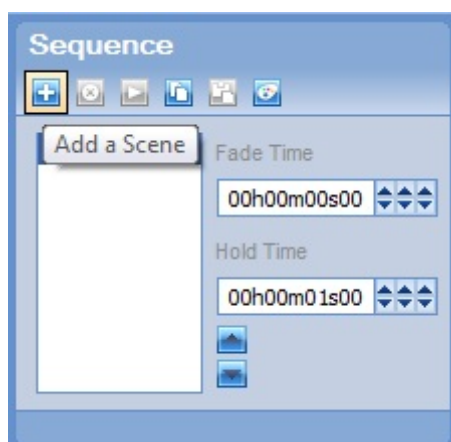 Sequence
Add a Scene
Fade Time
00h00m00s00
Hold Time
00h00m01s00